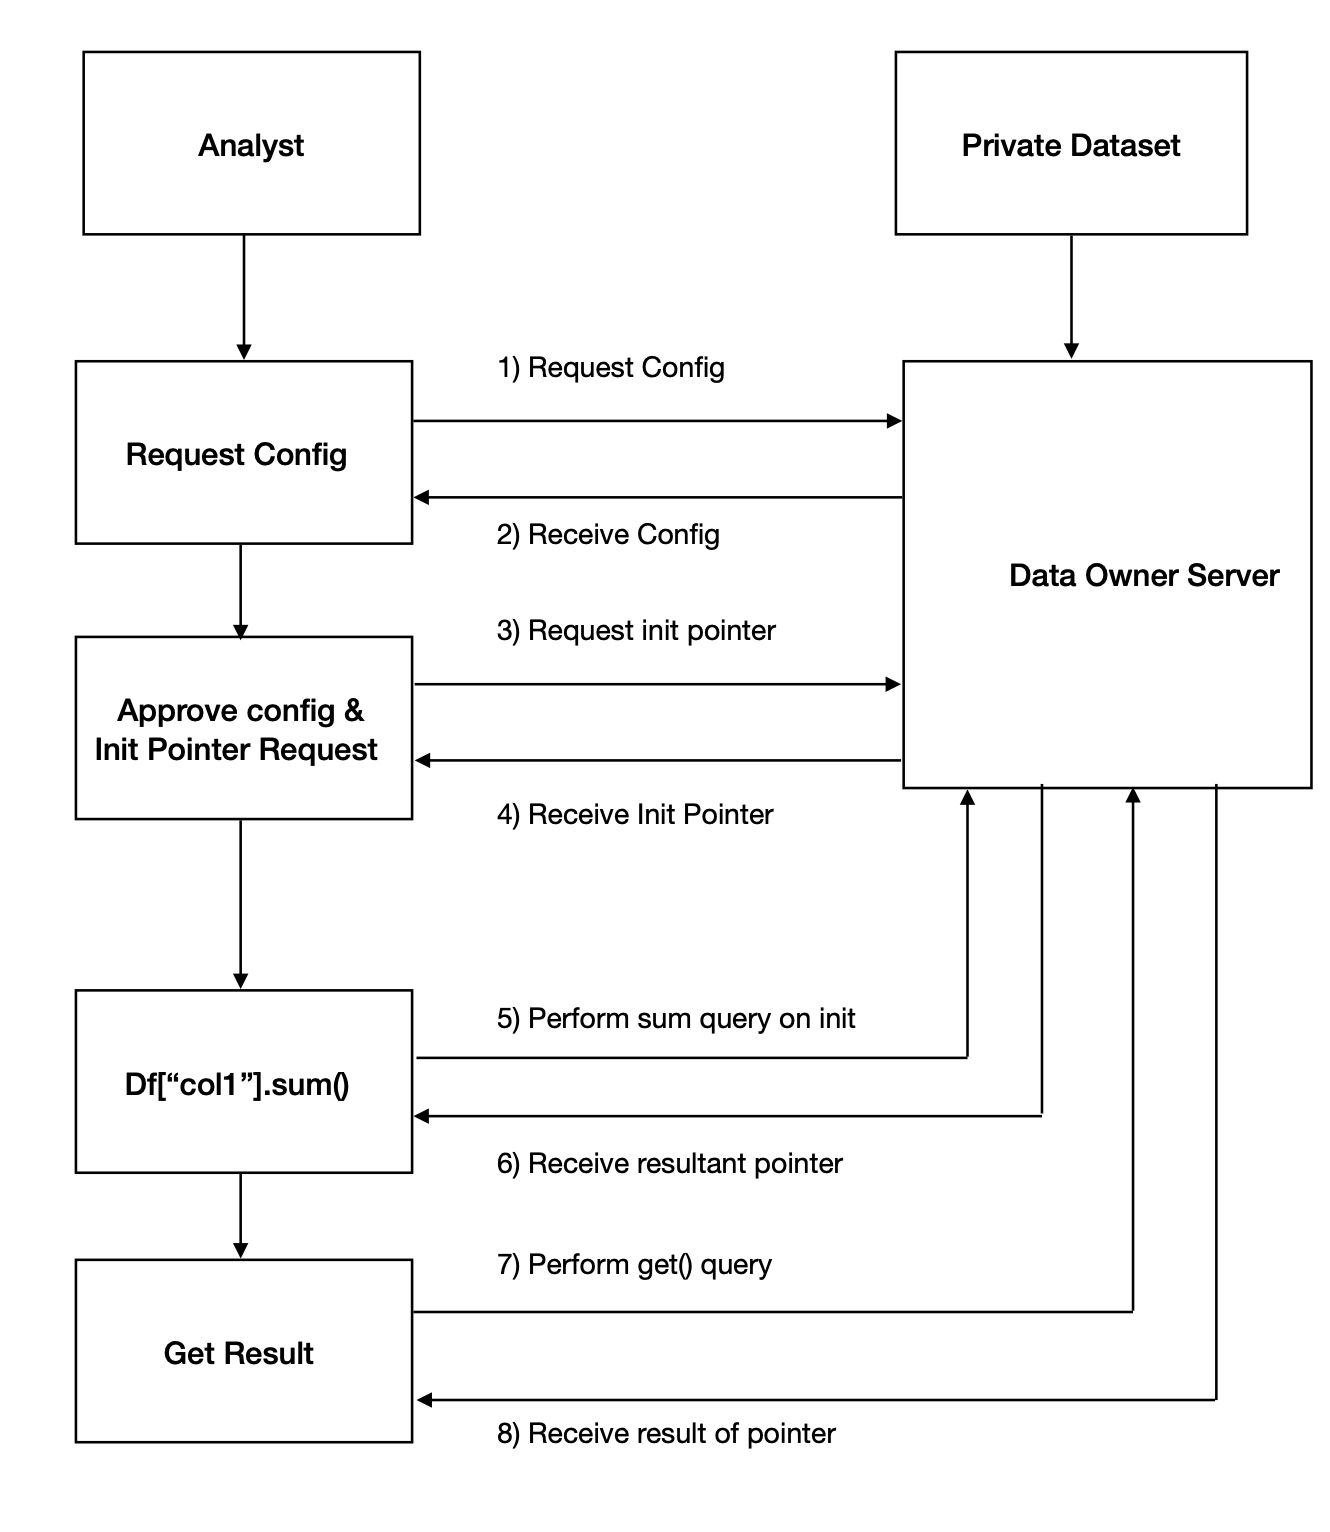 Analyst
Private Dataset
1) Request Config
Request Config
2) Receive Config
Data Owner Server
3) Request init pointer
Approve config &
Init Pointer Request
4) Receive Init Pointer
5) Perform sum query on init
Df[“col1”].sum()
6) Receive resultant pointer
7) Perform get() query
Get Result
8) Receive result of pointer